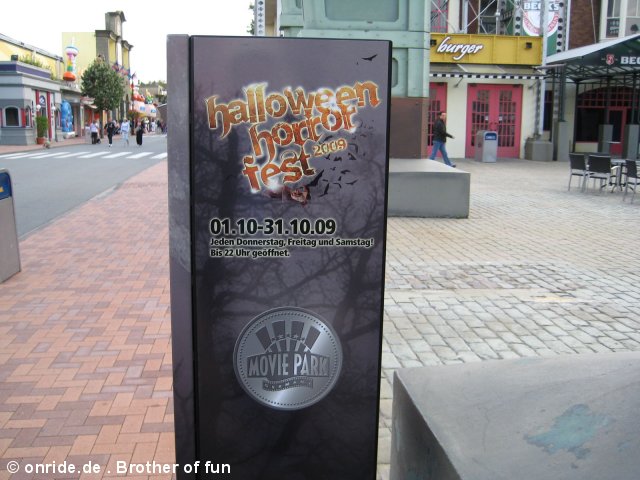 halloween
horror
fest 2009
01.10-31.10.09
Jeden Donnerstag, Freitag und Samstag!
Bis 22 Uhr geöffnet.
MOVIE PARK
burger
BECK'S
© onride.de . Brother of fun